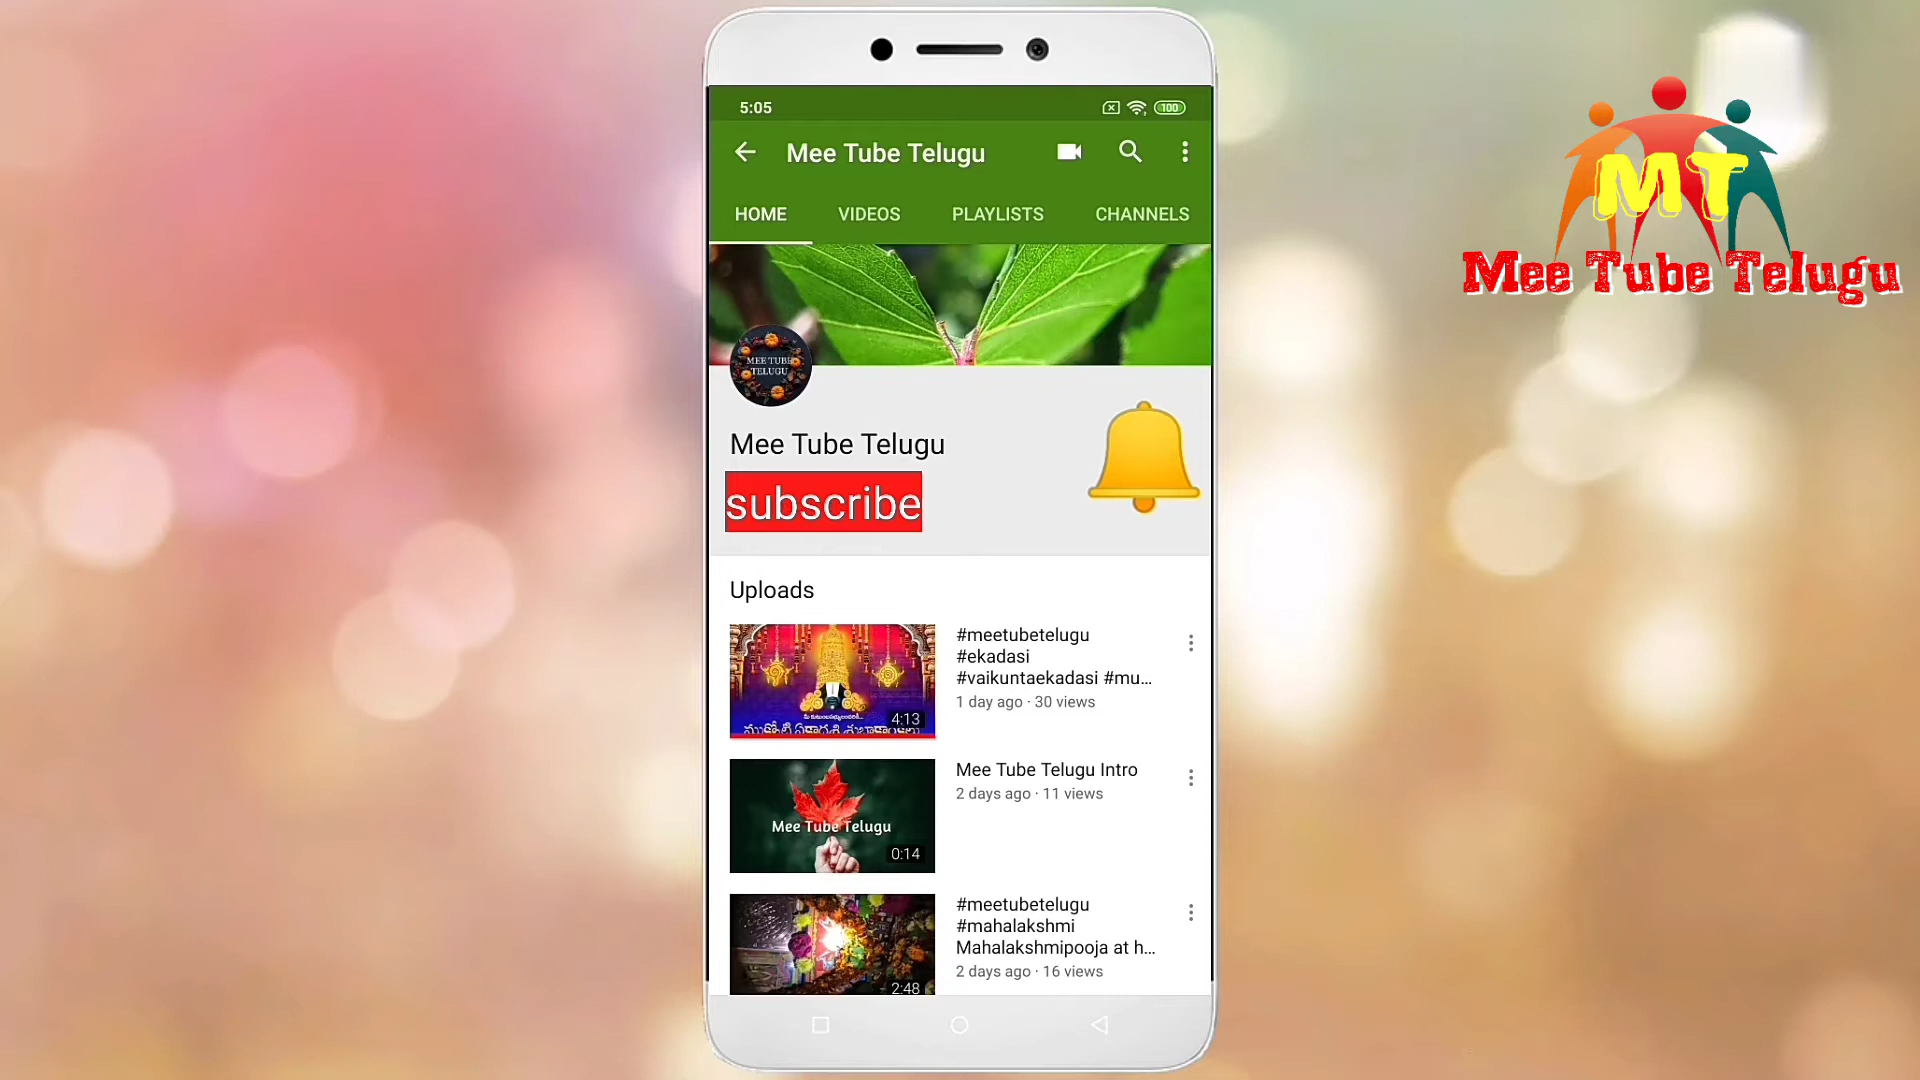 5:05
100
Mee Tube Telugu
HOME VIDEOS PLAYLISTS CHANNELS
MT
Mee Tube Telugu
MEE TUBE
TELUGU
Mee Tube Telugu
subscribe
Uploads
#meetubetelugu
#ekadasi
#vaikuntaekadasi #mu...
1 day ago · 30 views
4:13
ముక్కోటి ఏకాదశి శుభాకాంక్షలు
Mee Tube Telugu Intro
2 days ago · 11 views
Mee Tube Telugu
0:14
#meetubetelugu
#mahalakshmi
Mahalakshmipooja at h...
2 days ago · 16 views
2:48